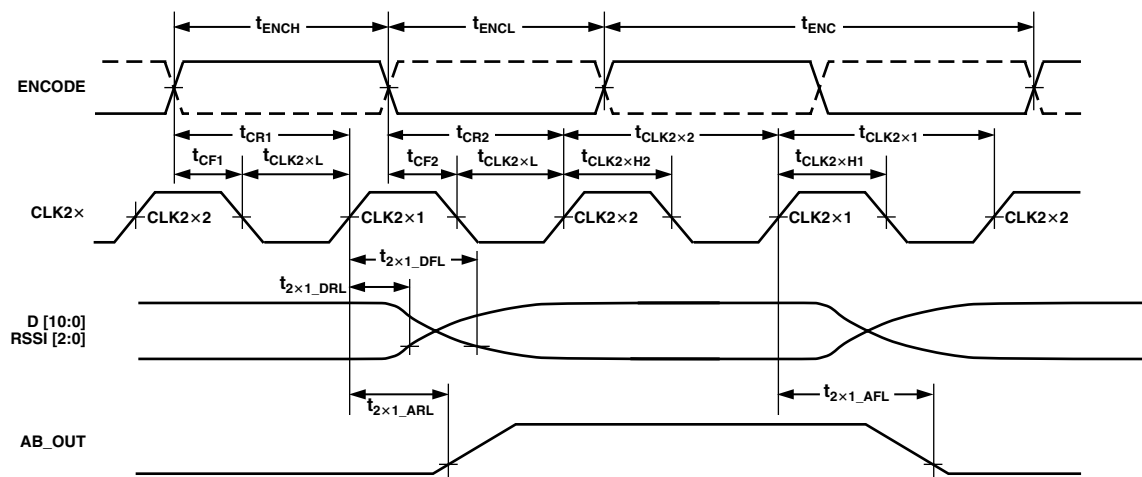 tENCH tENCL tENC
ENCODE
tCR1 tCR2 tCLK2×2 tCLK2×1
tCF1 tCLK2×L tCF2 tCLK2×L tCLK2×H2 tCLK2×H1
CLK2× CLK2×2 CLK2×1 CLK2×2 CLK2×1 CLK2×2
t2×1_DFL
t2×1_DRL
D [10:0]
RSSI [2:0]
t2×1_ARL t2×1_AFL
AB_OUT